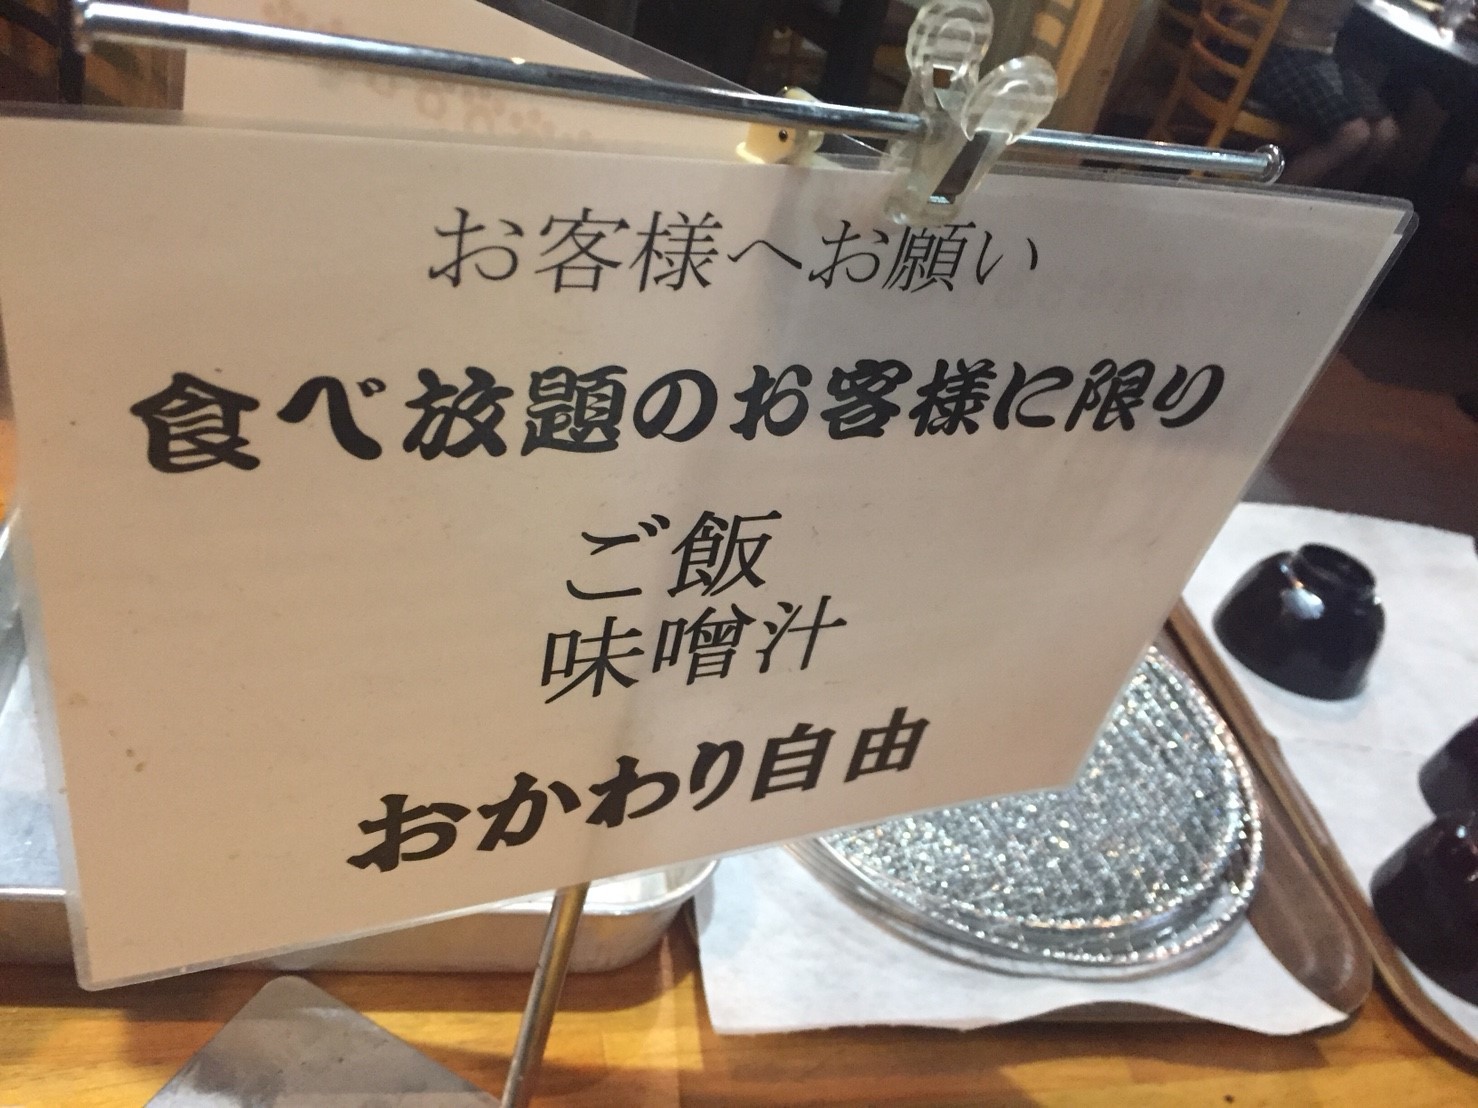 お客様へお願い
食べ放題のお客様に限り
ご飯
味噌汁
おかわり自由